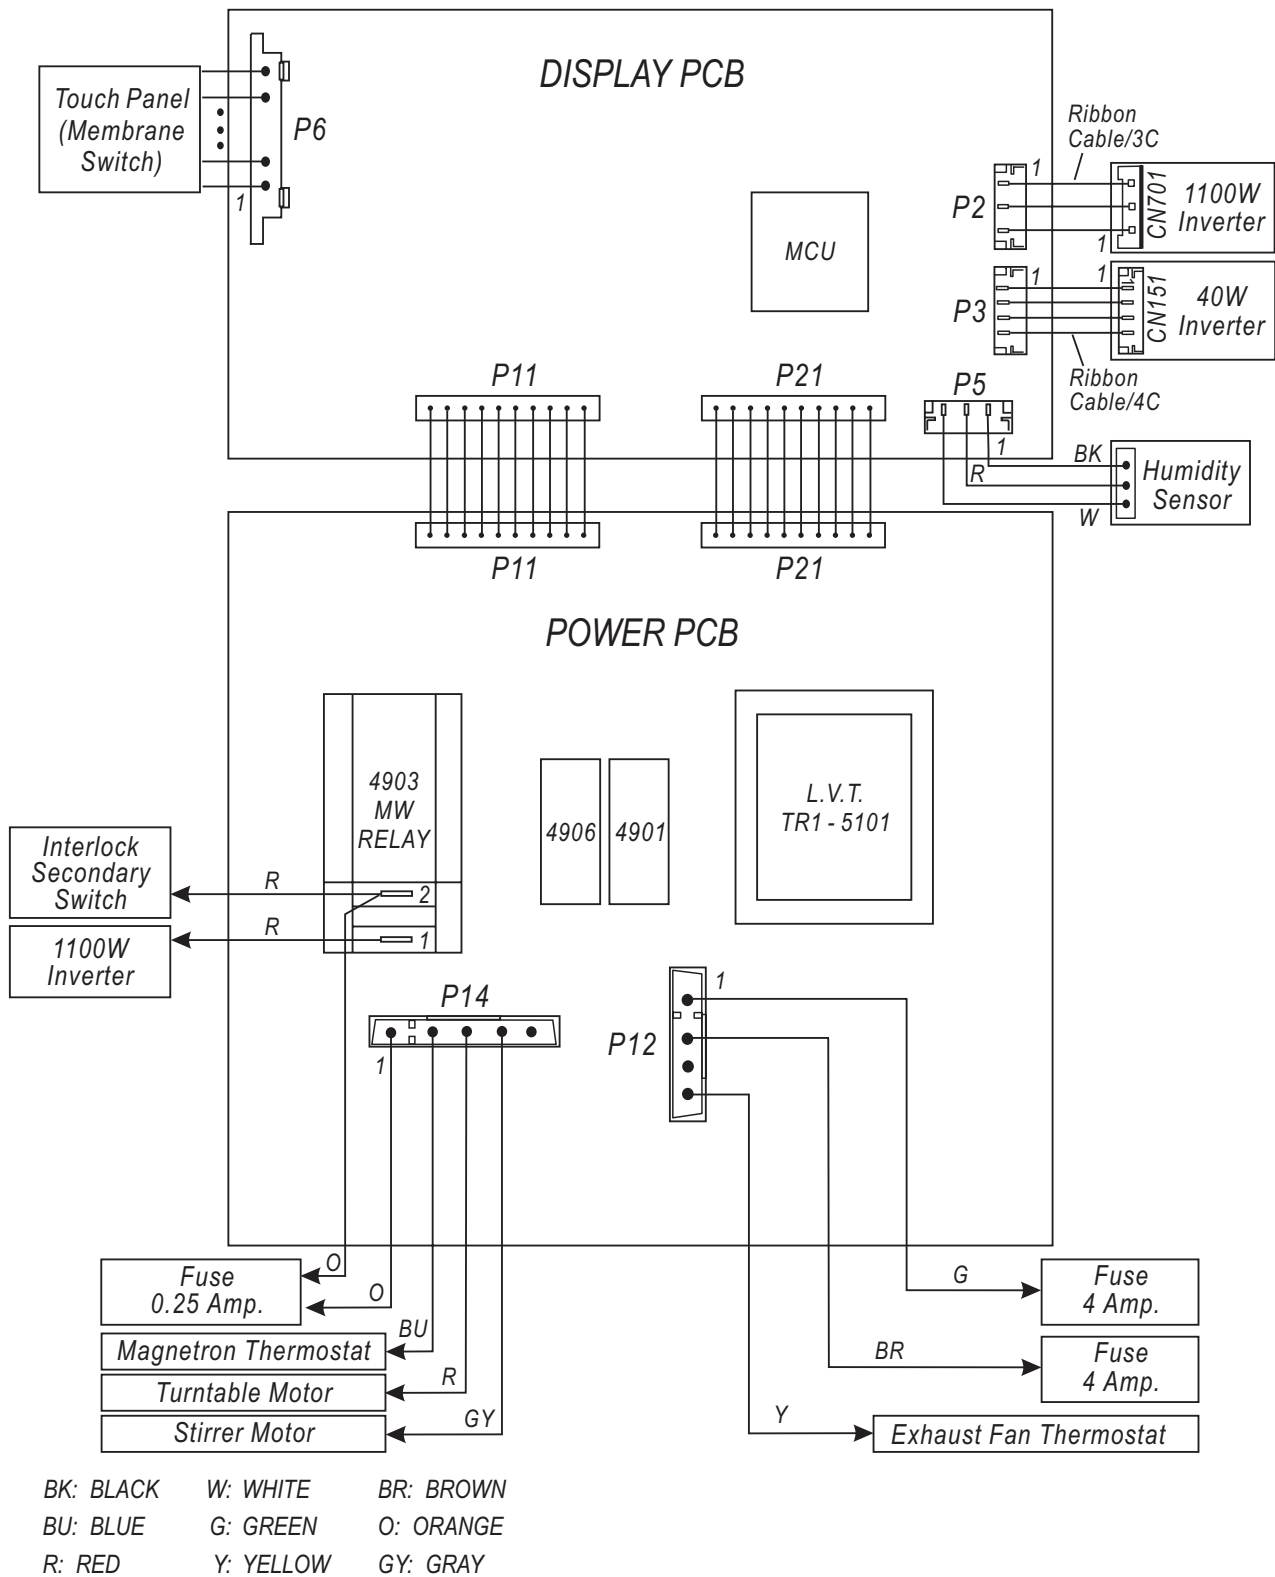 DISPLAY PCB
Touch Panel
(Membrane
Switch)
P6
1
MCU
Ribbon
Cable/3C
P2
1
1
CN701
1100W
Inverter
P3
1
1
1
CN151
40W
Inverter
Ribbon
Cable/4C
P11
P21
P5
1
BK
R
W
Humidity
Sensor
P11
P21
POWER PCB
4903
MW
RELAY
4906
4901
L.V.T.
TR1 - 5101
Interlock
Secondary
Switch
R
2
1100W
Inverter
R
1
P14
1
P12
1
Fuse
0.25 Amp.
O
O
Magnetron Thermostat
BU
Turntable Motor
R
Stirrer Motor
GY
G
Fuse
4 Amp.
BR
Fuse
4 Amp.
Y
Exhaust Fan Thermostat
BK: BLACK W: WHITE BR: BROWN
BU: BLUE G: GREEN O: ORANGE
R: RED Y: YELLOW GY: GRAY